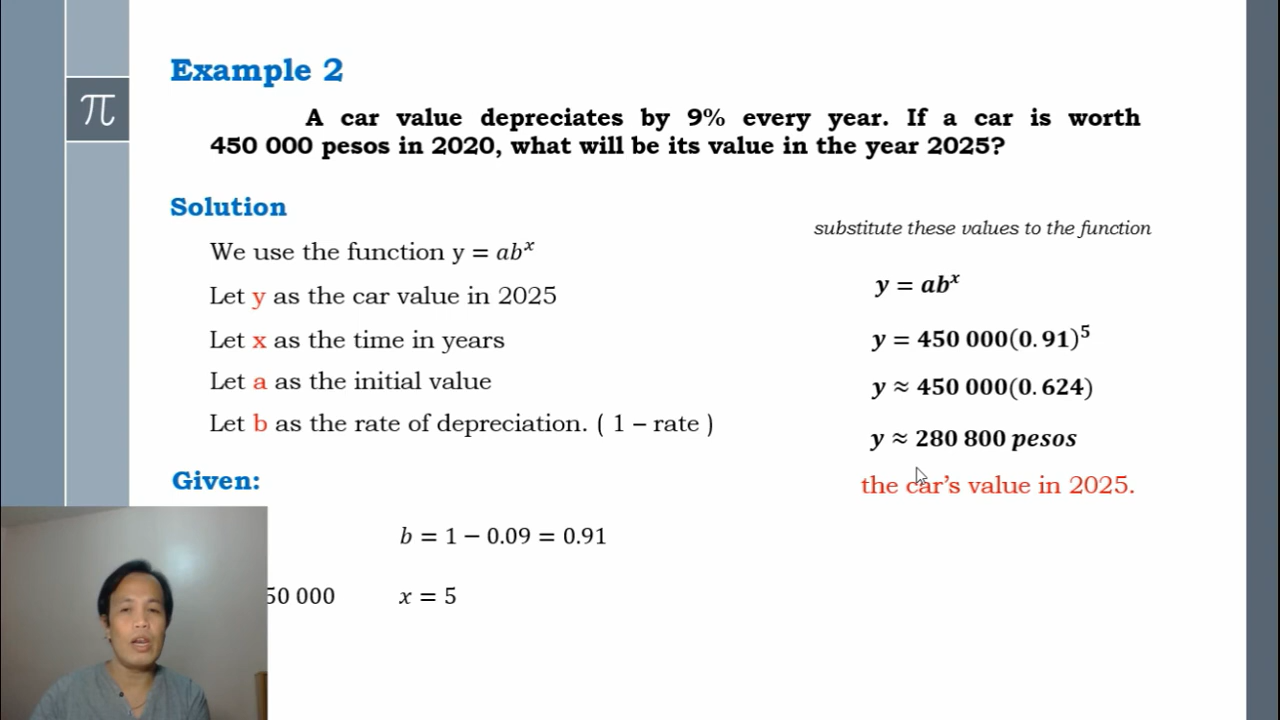 π
Example 2
A car value depreciates by 9% every year. If a car is worth
450 000 pesos in 2020, what will be its value in the year 2025?
Solution
We use the function y = abˣ
Let y as the car value in 2025
Let x as the time in years
Let a as the initial value
Let b as the rate of depreciation. ( 1 – rate )
Given:
b = 1 − 0.09 = 0.91
50 000
x = 5
substitute these values to the function
y = abˣ
y = 450 000(0.91)⁵
y ≈ 450 000(0.624)
y ≈ 280 800 pesos
the car's value in 2025.